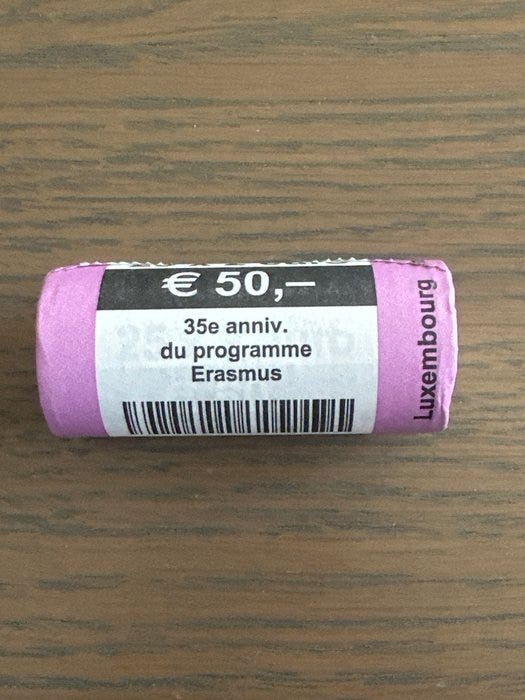 € 50,–
35e anniv.
du programme
Erasmus
Luxembourg